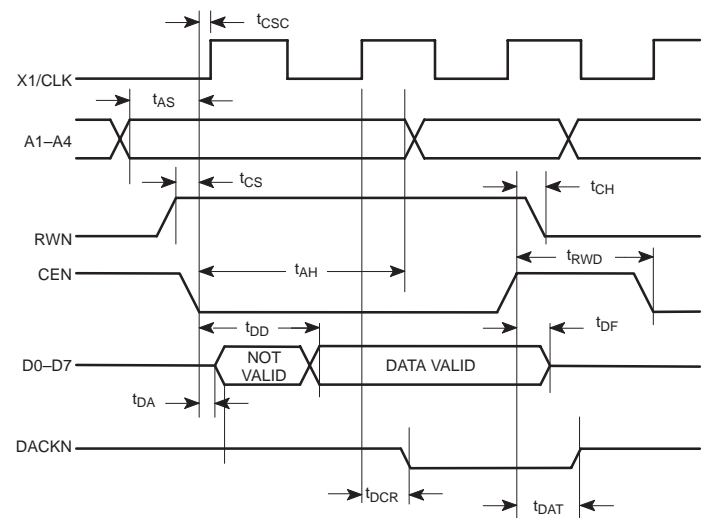 tCSC
X1/CLK
tAS
A1–A4
tCS
tCH
RWN
tRWD
CEN
tAH
tDD
tDF
D0–D7
NOT
VALID
DATA VALID
tDA
DACKN
tDCR
tDAT